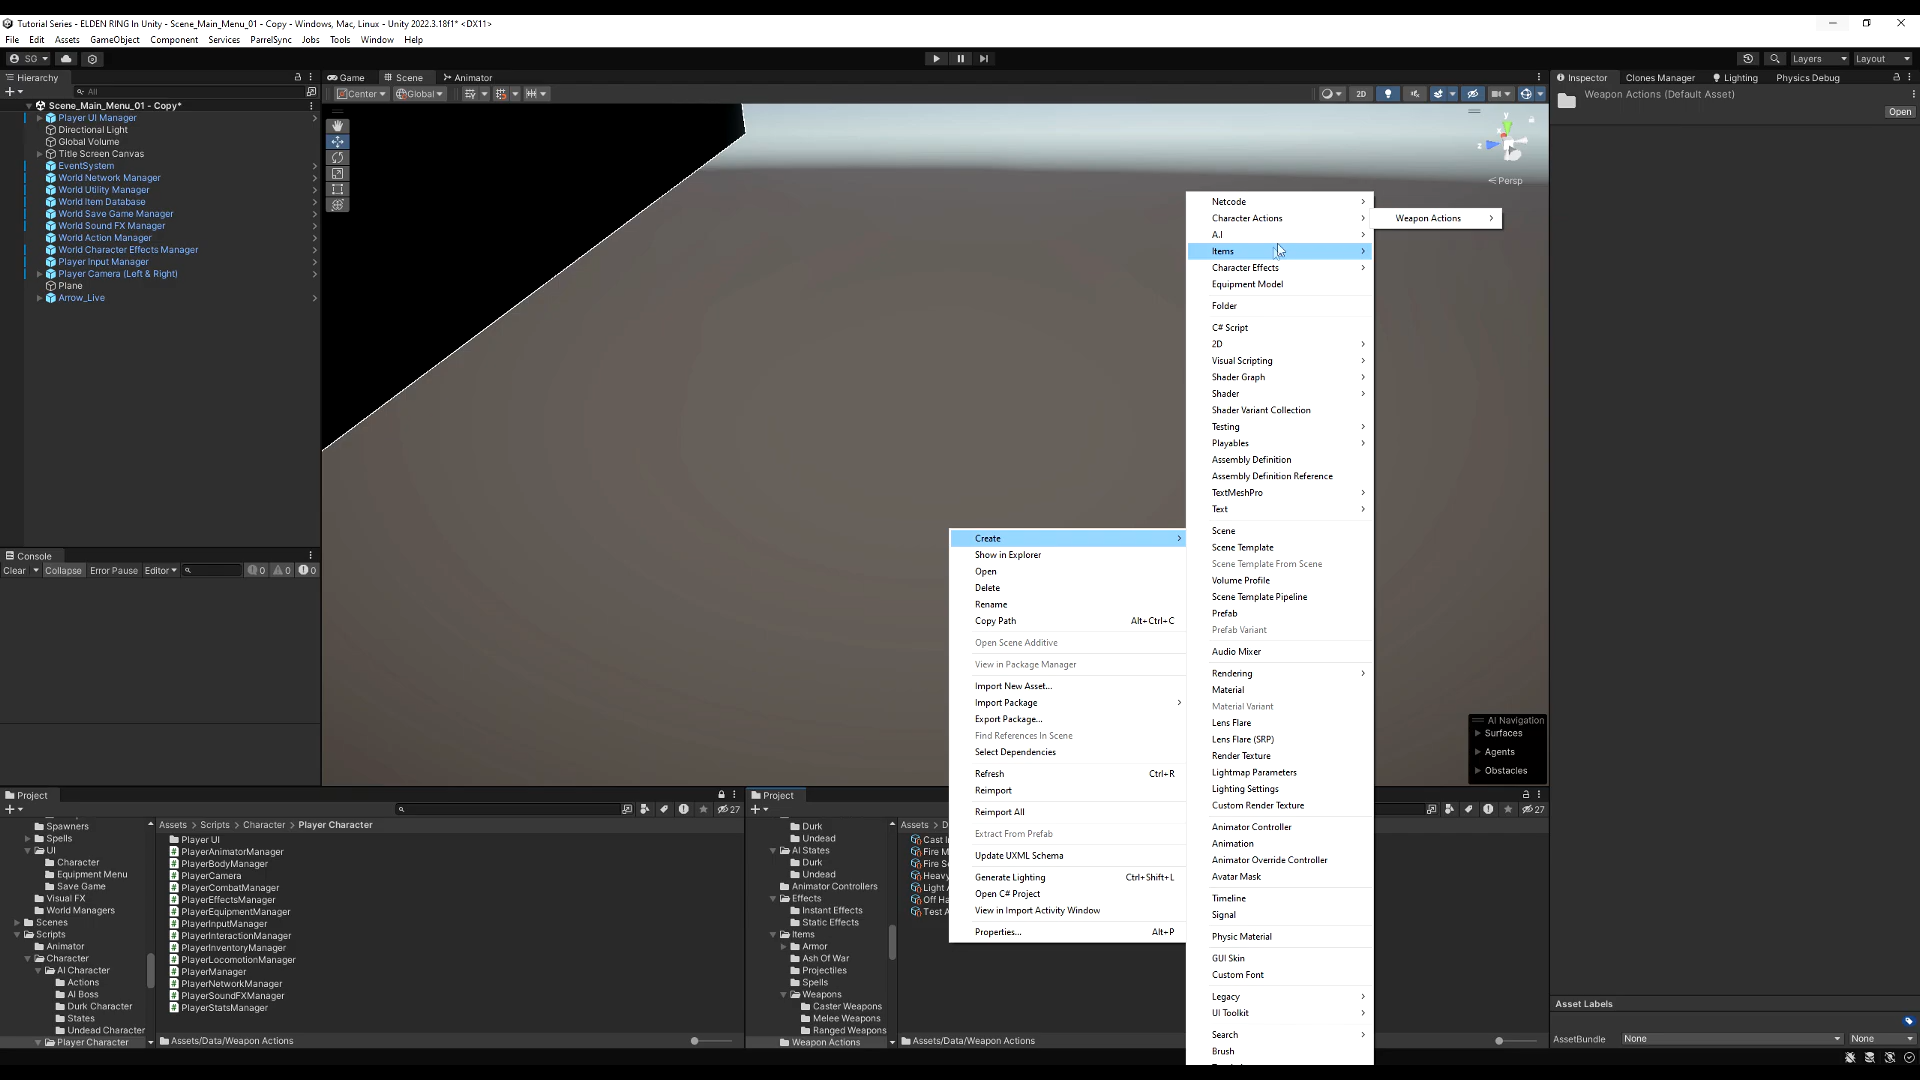 Tutorial Series - ELDEN RING In Unity - Scene_Main_Menu_01 - Copy - Windows, Mac, Linux - Unity 2022.3.18f1* <DX11>
File Edit Assets GameObject Component Services ParrelSync Jobs Tools Window Help
SG Layers Layout
Hierarchy
All
Scene_Main_Menu_01 - Copy*
Player UI Manager
Directional Light
Global Volume
Title Screen Canvas
EventSystem
World Network Manager
World Utility Manager
World Item Database
World Save Game Manager
World Sound FX Manager
World Action Manager
World Character Effects Manager
Player Input Manager
Player Camera (Left & Right)
Plane
Arrow_Live
Console
Clear Collapse Error Pause Editor 0 0 0
Game Scene Animator
Center Global 2D
y
x
z
Persp
AI Navigation
Surfaces
Agents
Obstacles
Inspector Clones Manager Lighting Physics Debug
Weapon Actions (Default Asset)
Open
Asset Labels
AssetBundle None None
Create
Show in Explorer
Open
Delete
Rename
Copy Path Alt+Ctrl+C
Open Scene Additive
View in Package Manager
Import New Asset...
Import Package
Export Package...
Find References In Scene
Select Dependencies
Refresh Ctrl+R
Reimport
Reimport All
Extract From Prefab
Update UXML Schema
Generate Lighting Ctrl+Shift+L
Open C# Project
View in Import Activity Window
Properties... Alt+P
Netcode
Character Actions
A.I
Items
Character Effects
Equipment Model
Folder
C# Script
2D
Visual Scripting
Shader Graph
Shader
Shader Variant Collection
Testing
Playables
Assembly Definition
Assembly Definition Reference
TextMeshPro
Text
Scene
Scene Template
Scene Template From Scene
Volume Profile
Scene Template Pipeline
Prefab
Prefab Variant
Audio Mixer
Rendering
Material
Material Variant
Lens Flare
Lens Flare (SRP)
Render Texture
Lightmap Parameters
Lighting Settings
Custom Render Texture
Animator Controller
Animation
Animator Override Controller
Avatar Mask
Timeline
Signal
Physic Material
GUI Skin
Custom Font
Legacy
UI Toolkit
Search
Brush
Weapon Actions
Project
27
Spawners
Spells
UI
Character
Equipment Menu
Save Game
Visual FX
World Managers
Scenes
Scripts
Animator
Character
AI Character
Actions
AI Boss
Durk Character
States
Undead Character
Player Character
Assets > Scripts > Character > Player Character
Player UI
PlayerAnimatorManager
PlayerBodyManager
PlayerCamera
PlayerCombatManager
PlayerEffectsManager
PlayerEquipmentManager
PlayerInputManager
PlayerInteractionManager
PlayerInventoryManager
PlayerLocomotionManager
PlayerManager
PlayerNetworkManager
PlayerSoundFXManager
PlayerStatsManager
Assets/Data/Weapon Actions
Project
27
Durk
Undead
AI States
Durk
Undead
Animator Controllers
Effects
Instant Effects
Static Effects
Items
Armor
Ash Of War
Projectiles
Spells
Weapons
Caster Weapons
Melee Weapons
Ranged Weapons
Weapon Actions
Assets > D
Cast I
Fire M
Fire S
Heavy
Light
Off Ha
Test A
Assets/Data/Weapon Actions